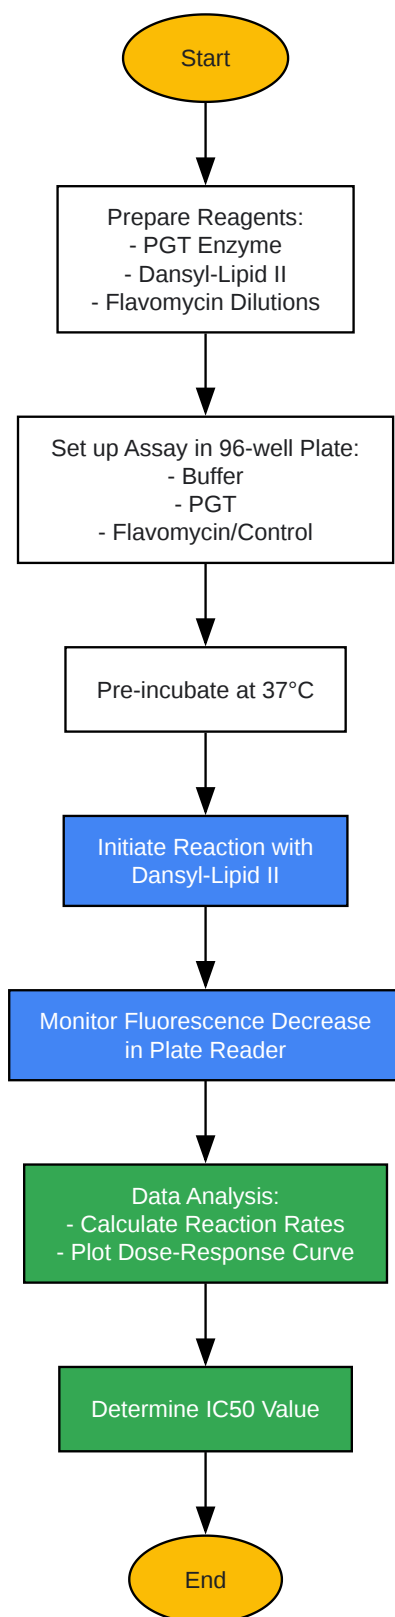 Start
Prepare Reagents:
- PGT Enzyme
- Dansyl-Lipid II
- Flavomycin Dilutions
Set up Assay in 96-well Plate:
- Buffer
- PGT
- Flavomycin/Control
Pre-incubate at 37°C
Initiate Reaction with
Dansyl-Lipid II
Monitor Fluorescence Decrease
in Plate Reader
Data Analysis:
- Calculate Reaction Rates
- Plot Dose-Response Curve
Determine IC50 Value
End